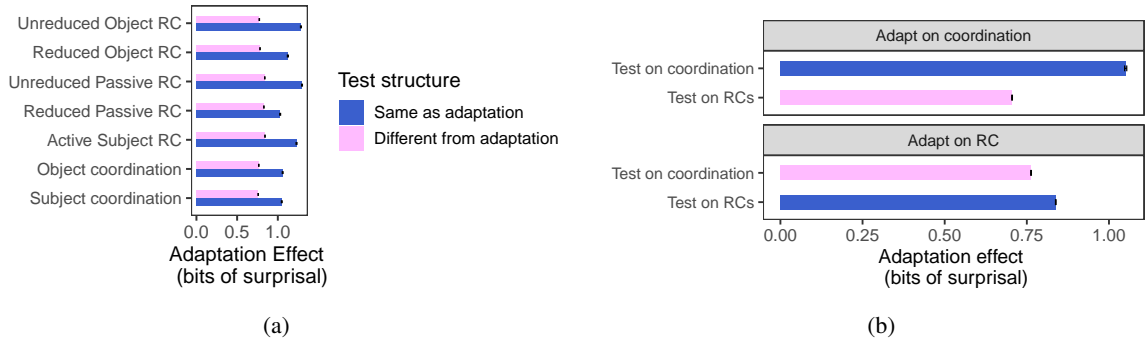 Unreduced Object RC
Reduced Object RC
Unreduced Passive RC
Reduced Passive RC
Active Subject RC
Object coordination
Subject coordination
0.0 0.5 1.0
Adaptation Effect
(bits of surprisal)
Test structure
Same as adaptation
Different from adaptation
(a)
Adapt on coordination
Test on coordination
Test on RCs
Adapt on RC
Test on coordination
Test on RCs
0.00 0.25 0.50 0.75 1.00
Adaptation effect
(bits of surprisal)
(b)